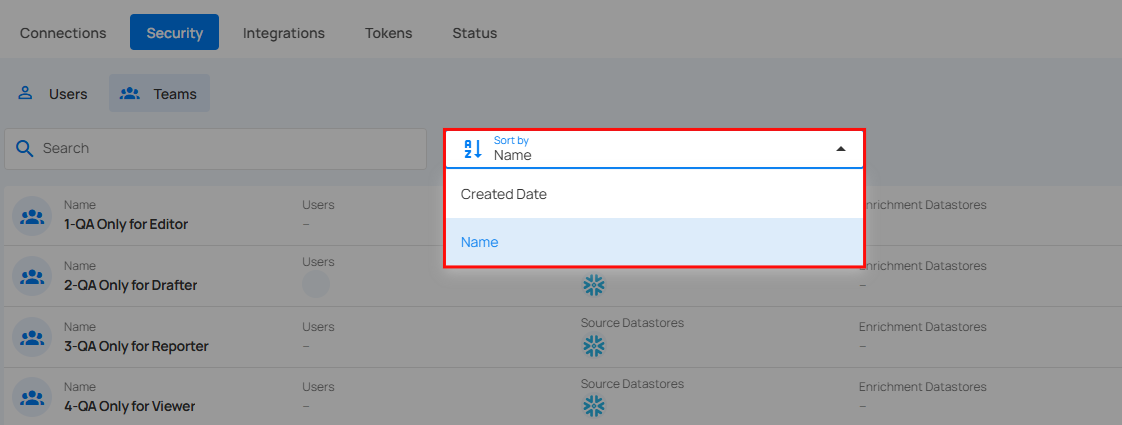 Connections Security Integrations Tokens Status
Users Teams
Search
Sort by
Name
Created Date
Name
Name Users Enrichment Datastores
1-QA Only for Editor – –
Name Users Enrichment Datastores
2-QA Only for Drafter –
Name Users Source Datastores Enrichment Datastores
3-QA Only for Reporter – –
Name Users Source Datastores Enrichment Datastores
4-QA Only for Viewer – –